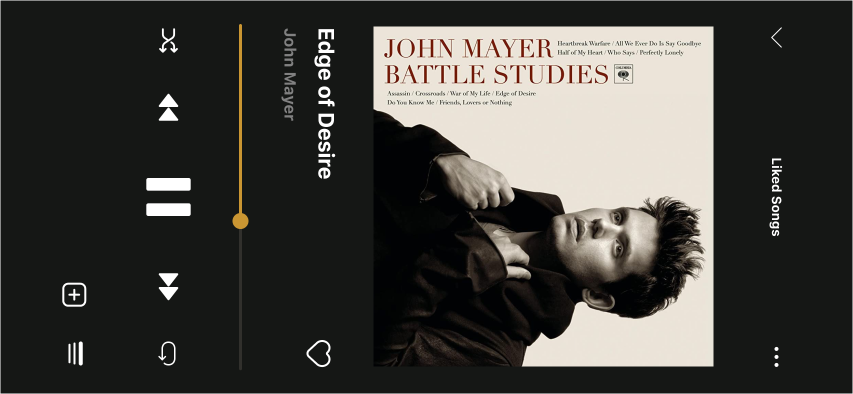 Liked Songs
JOHN MAYER
BATTLE STUDIES
Heartbreak Warfare / All We Ever Do Is Say Goodbye
Half of My Heart / Who Says / Perfectly Lonely
COLUMBIA
Assassin / Crossroads / War of My Life / Edge of Desire
Do You Know Me / Friends, Lovers or Nothing
Edge of Desire
John Mayer